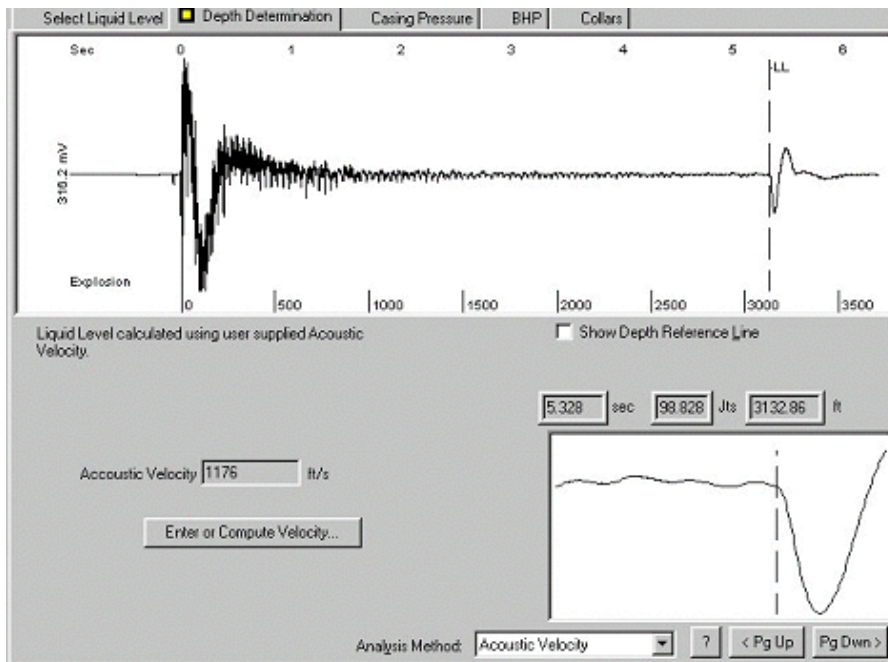 Select Liquid Level Depth Determination Casing Pressure BHP Collars
Sec 0 1 2 3 4 5 6
LL
316.2 mV
Explosion
0 500 1000 1500 2000 2500 3000 3500
Liquid Level calculated using user supplied Acoustic
Velocity.
Show Depth Reference Line
5.328 sec 98.828 Jts 3132.86 ft
Accoustic Velocity 1176 ft/s
Enter or Compute Velocity...
Analysis Method: Acoustic Velocity ? < Pg Up Pg Dwn >